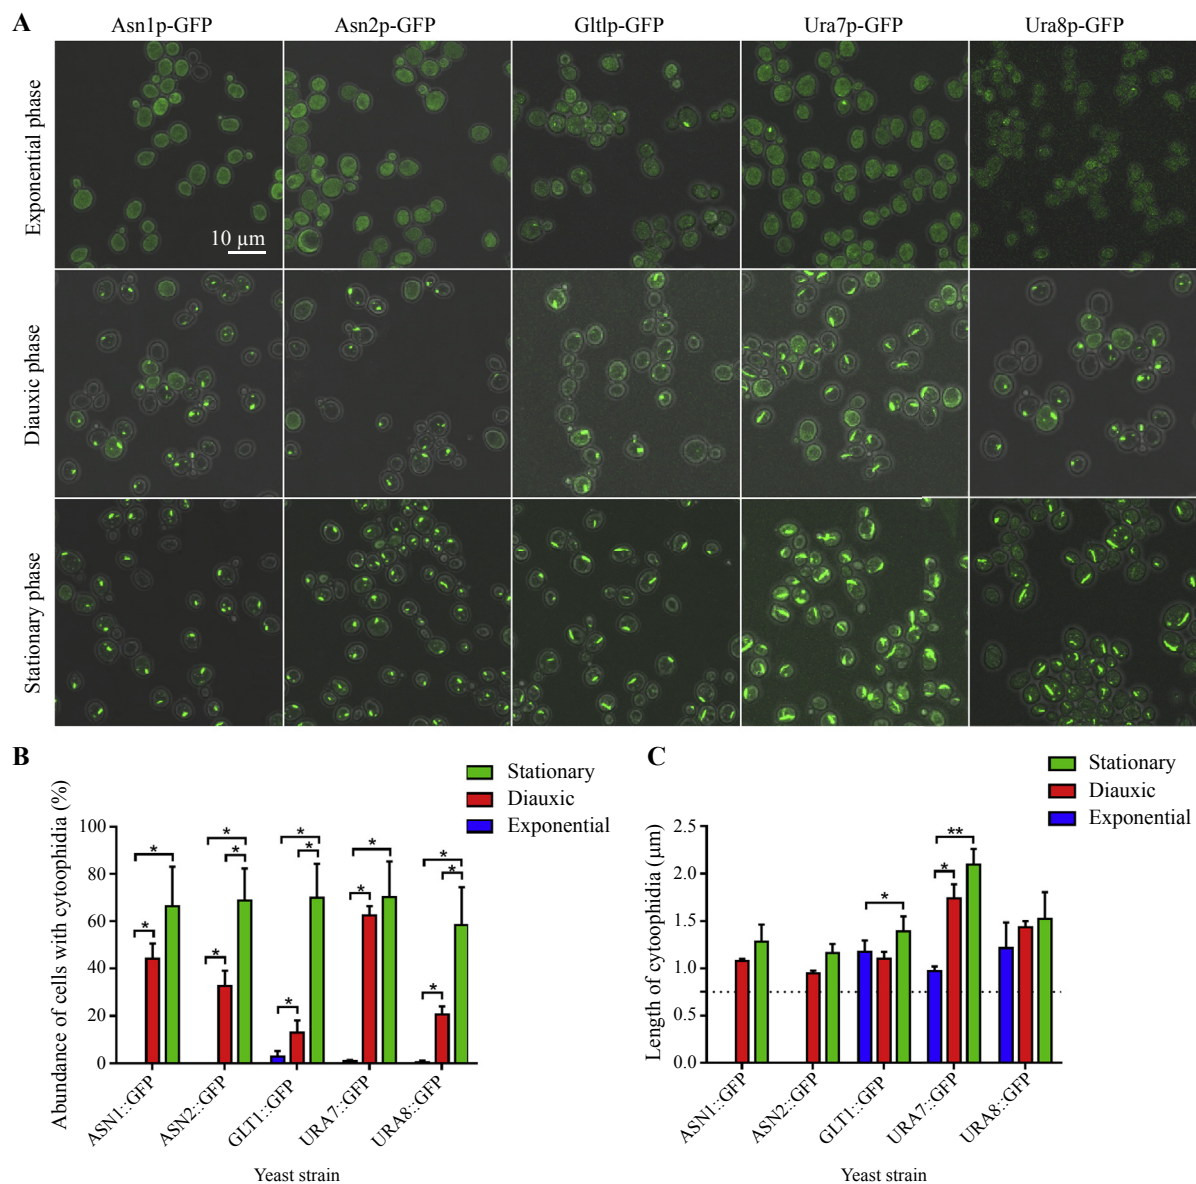 A
Asn1p-GFP
Asn2p-GFP
Gltlp-GFP
Ura7p-GFP
Ura8p-GFP
Exponential phase
10 µm
Diauxic phase
Stationary phase
B
Stationary
Diauxic
Exponential
Abundance of cells with cytoophidia (%)
100
80
60
40
20
0
* * * * * * * * * * * * *
ASN1::GFP
ASN2::GFP
GLT1::GFP
URA7::GFP
URA8::GFP
Yeast strain
C
Stationary
Diauxic
Exponential
Length of cytoophidia (µm)
2.5
2.0
1.5
1.0
0.5
0.0
*
*
**
ASN1::GFP
ASN2::GFP
GLT1::GFP
URA7::GFP
URA8::GFP
Yeast strain